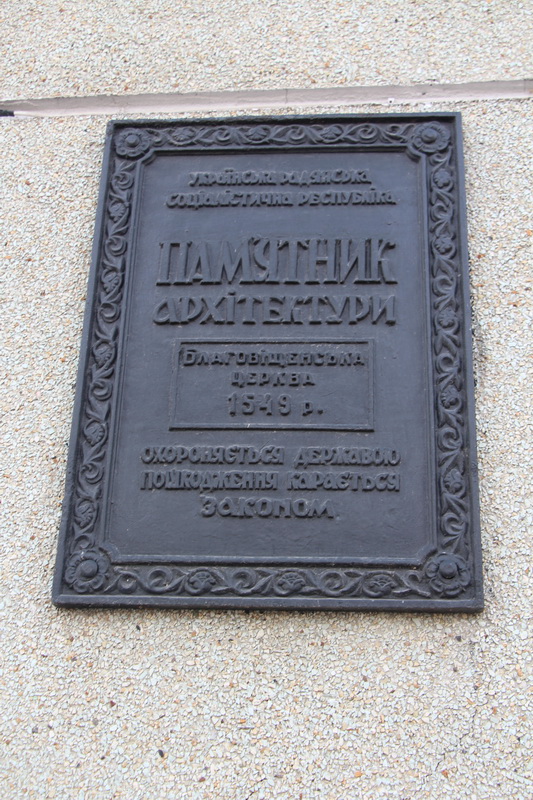 Українська Радянська
Соціалістична Республіка
ПАМ'ЯТНИК
АРХІТЕКТУРИ
Благовіщенська
церква
1549 р.
Охороняється державою
пошкодження карається
законом.